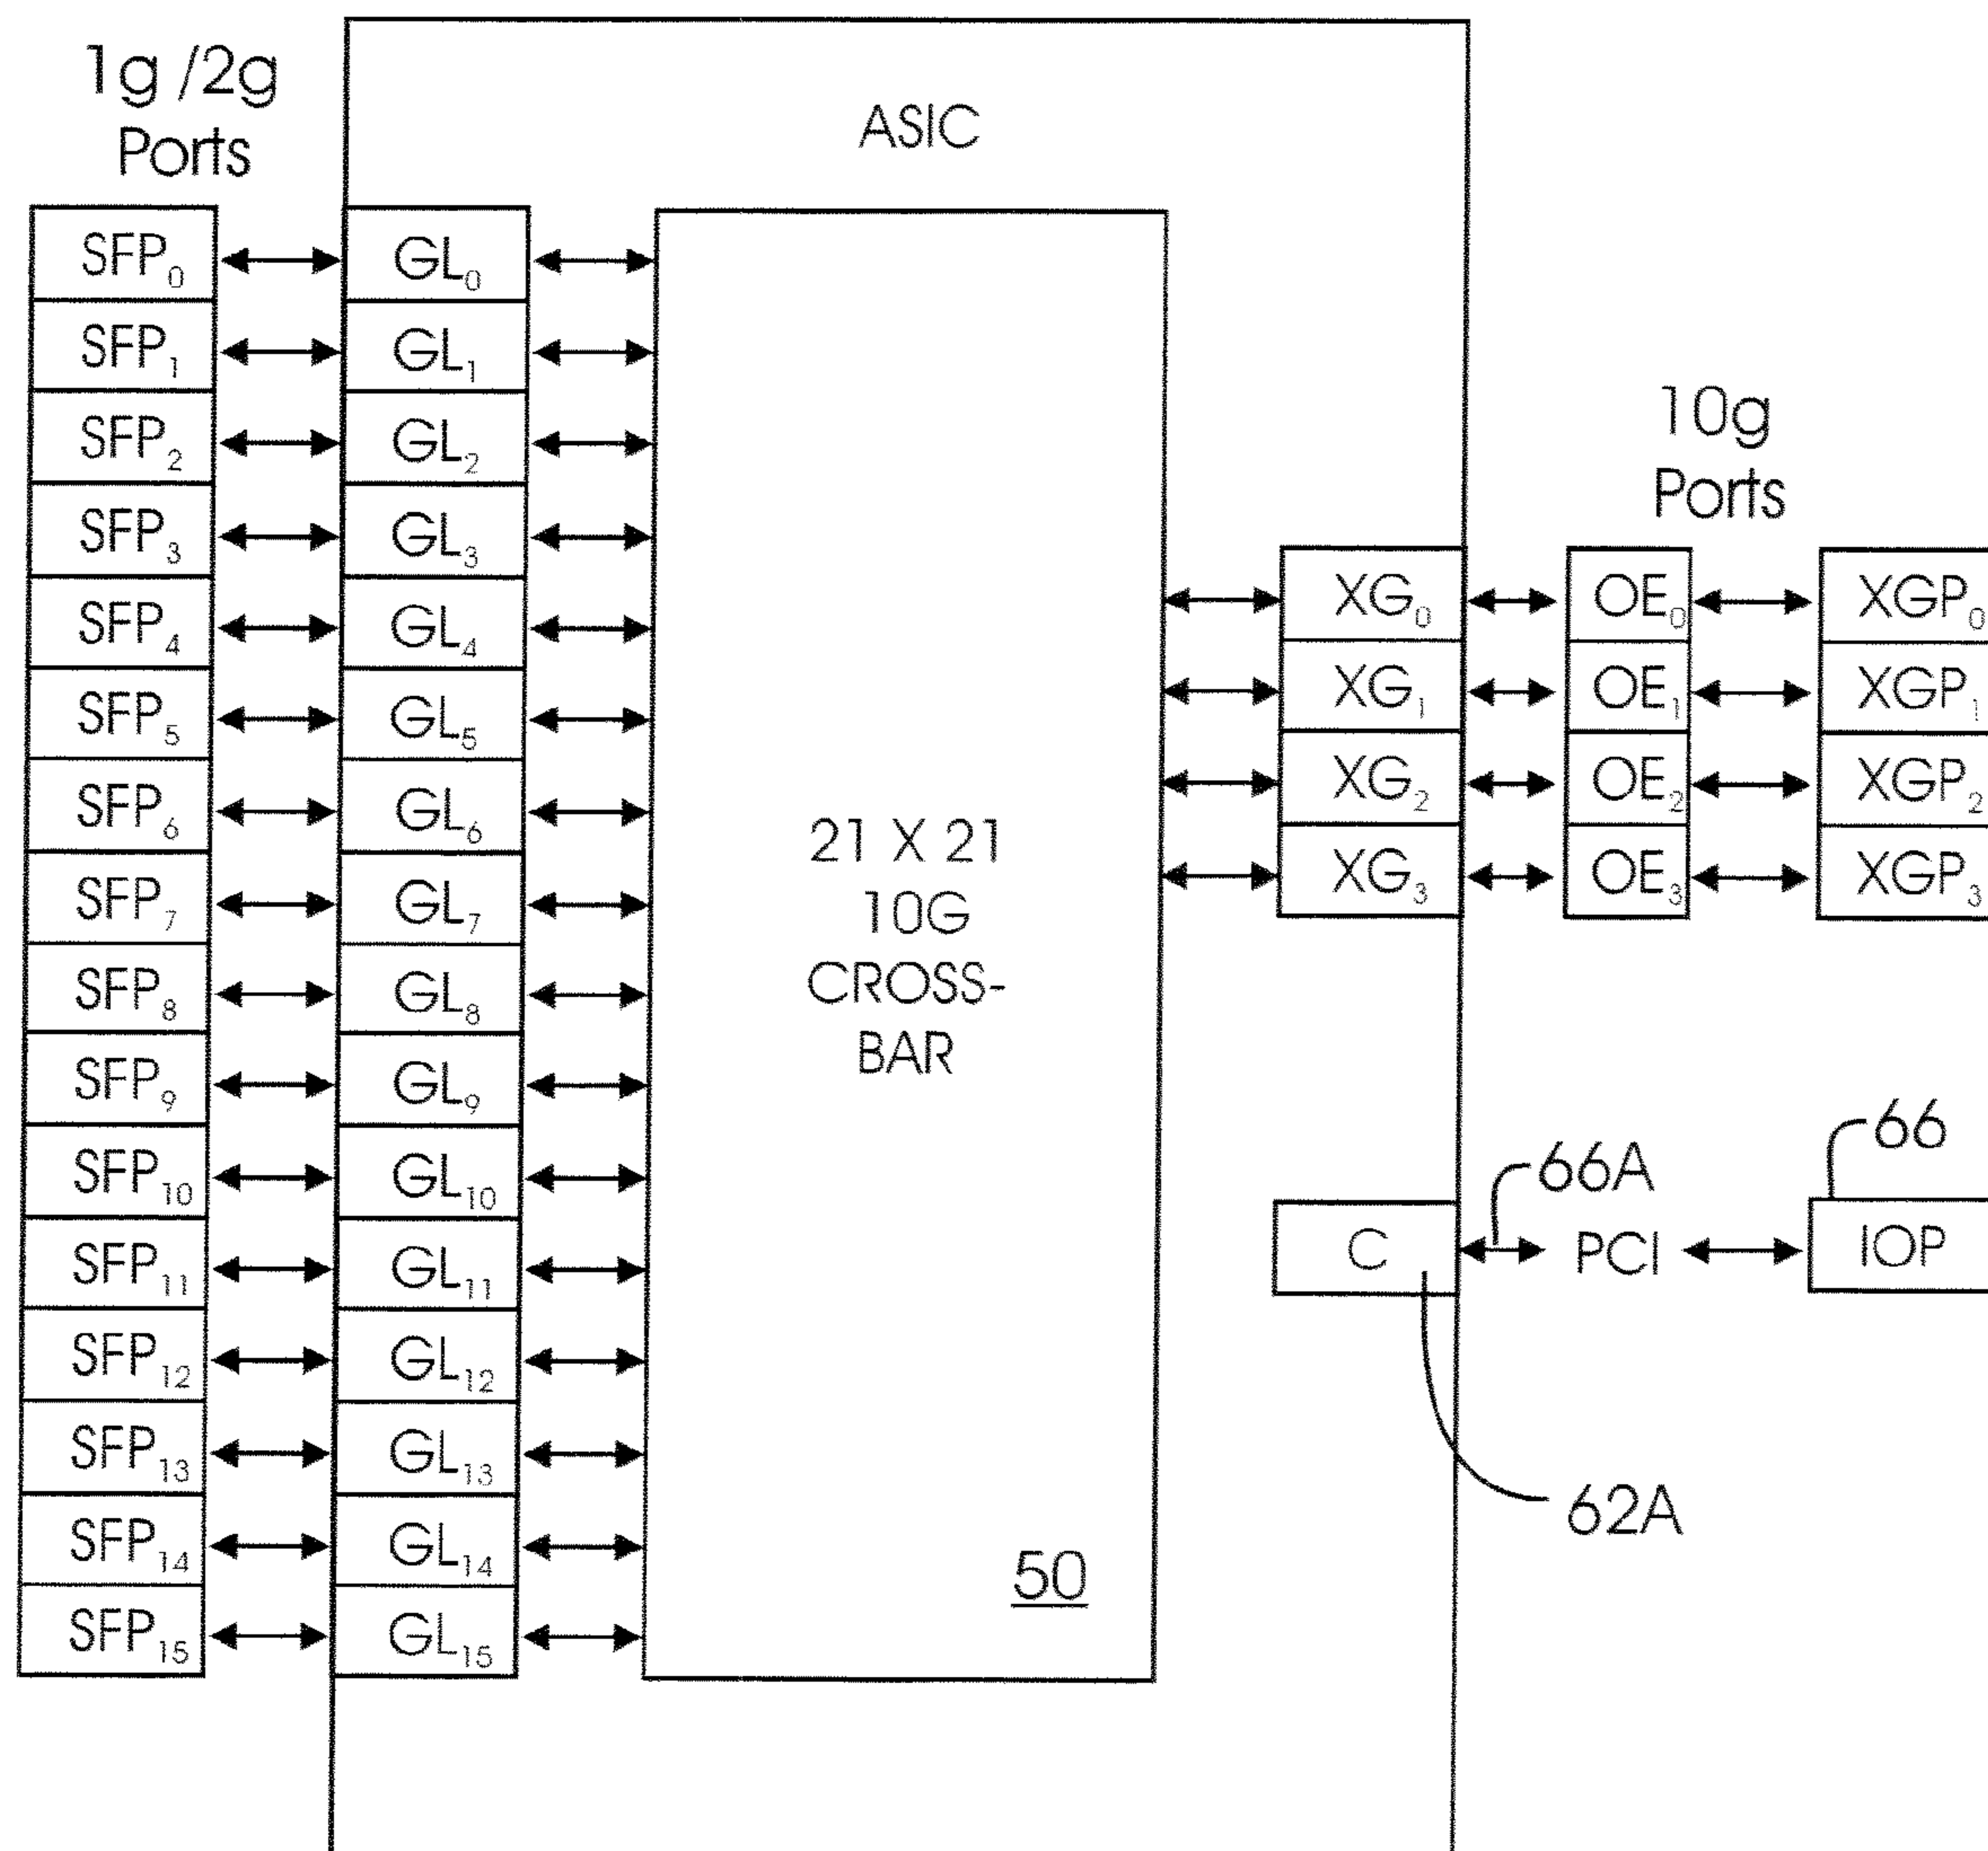 1g /2g
Ports
ASIC
SFP0
GL0
SFP1
GL1
SFP2
GL2
SFP3
GL3
SFP4
GL4
SFP5
GL5
SFP6
GL6
SFP7
GL7
SFP8
GL8
SFP9
GL9
SFP10
GL10
SFP11
GL11
SFP12
GL12
SFP13
GL13
SFP14
GL14
SFP15
GL15
21 X 21
10G
CROSS-
BAR
50
10g
Ports
XG0
OE0
XGP0
XG1
OE1
XGP1
XG2
OE2
XGP2
XG3
OE3
XGP3
66
66A
C
PCI
IOP
62A